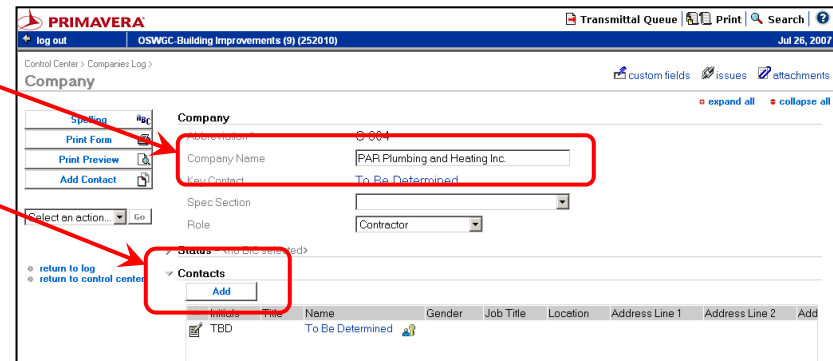 PRIMAVERA Transmittal Queue Print Search
log out OSWGC-Building Improvements (9) (252010) Jul 26, 2007
Control Center > Companies Log >
Company custom fields issues attachments
expand all collapse all
Spelling Company
Abbreviation C-004
Print Form
Company Name PAR Plumbing and Heating Inc.
Print Preview
Add Contact Key Contact To Be Determined
Spec Section
Select an action... Go Role Contractor
Status - <no BIC selected>
return to log Contacts
return to control center
Add
Initials Title Name Gender Job Title Location Address Line 1 Address Line 2 Add
TBD To Be Determined